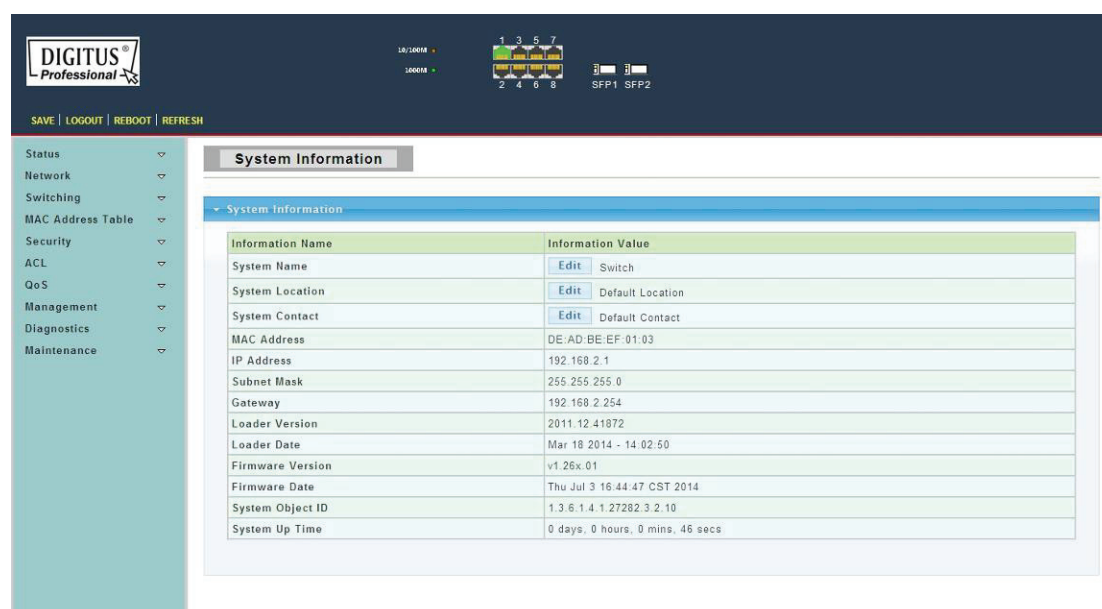 DIGITUS®
Professional
10/100M
1000M
1 3 5 7
2 4 6 8
SFP1 SFP2
SAVE | LOGOUT | REBOOT | REFRESH
Status
Network
Switching
MAC Address Table
Security
ACL
QoS
Management
Diagnostics
Maintenance
System Information
System Information
Information Name Information Value
System Name Edit Switch
System Location Edit Default Location
System Contact Edit Default Contact
MAC Address DE:AD:BE:EF:01:03
IP Address 192.168.2.1
Subnet Mask 255.255.255.0
Gateway 192.168.2.254
Loader Version 2011.12.41872
Loader Date Mar 18 2014 - 14:02:50
Firmware Version v1.26x.01
Firmware Date Thu Jul 3 16:44:47 CST 2014
System Object ID 1.3.6.1.4.1.27282.3.2.10
System Up Time 0 days, 0 hours, 0 mins, 46 secs